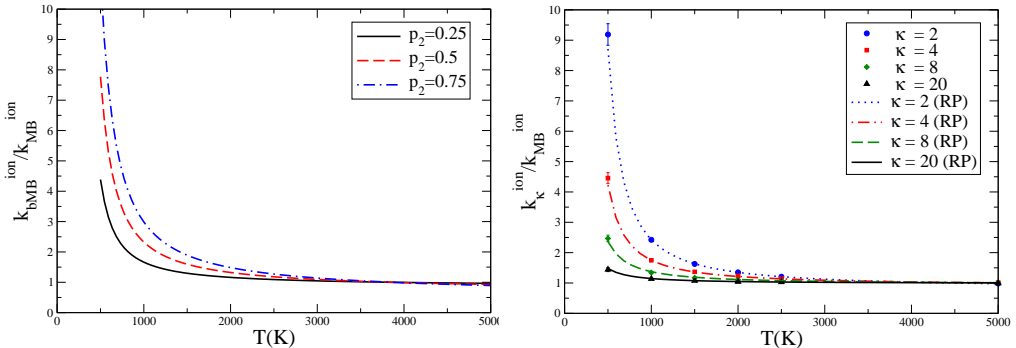 10
9
8
7
6
5
4
3
2
1
0
k_bMB^ion/k_MB^ion
p_2=0.25
p_2=0.5
p_2=0.75
0 1000 2000 3000 4000 5000
T(K)
10
9
8
7
6
5
4
3
2
1
0
k_κ^ion/k_MB^ion
κ = 2
κ = 4
κ = 8
κ = 20
κ = 2 (RP)
κ = 4 (RP)
κ = 8 (RP)
κ = 20 (RP)
0 1000 2000 3000 4000 5000
T(K)